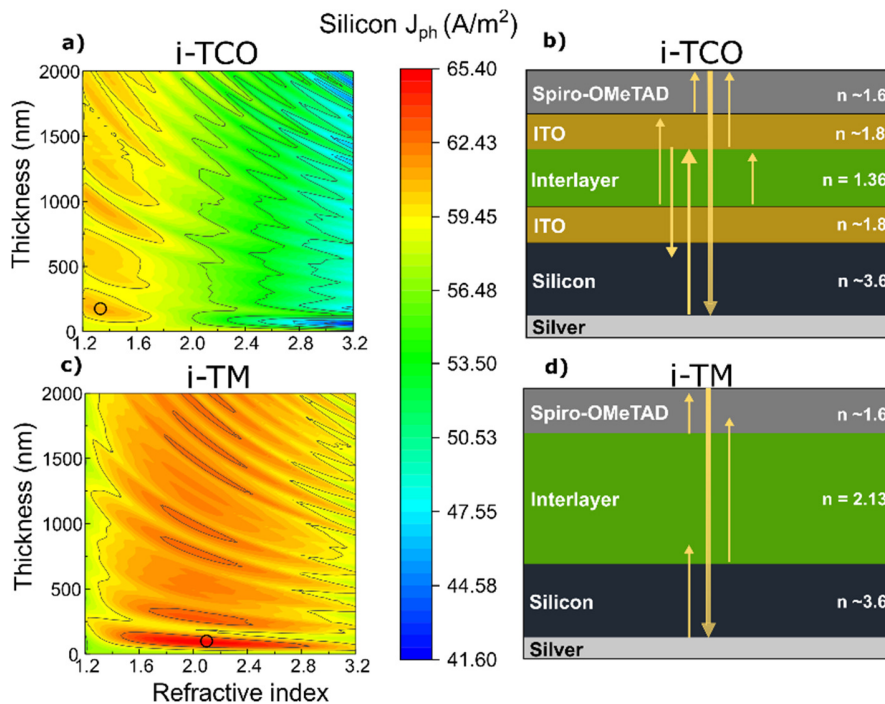 Silicon Jph (A/m²)
a)
i-TCO
Thickness (nm)
2000
1500
1000
500
0
1.2
1.6
2.0
2.4
2.8
3.2
65.40
62.43
59.45
56.48
53.50
50.53
47.55
44.58
41.60
b)
i-TCO
Spiro-OMeTAD n ~1.6
ITO n ~1.8
Interlayer n = 1.36
ITO n ~1.8
Silicon n ~3.6
Silver
c)
i-TM
Thickness (nm)
2000
1500
1000
500
0
1.2
1.6
2.0
2.4
2.8
3.2
Refractive index
d)
i-TM
Spiro-OMeTAD n ~1.6
Interlayer n = 2.13
Silicon n ~3.6
Silver